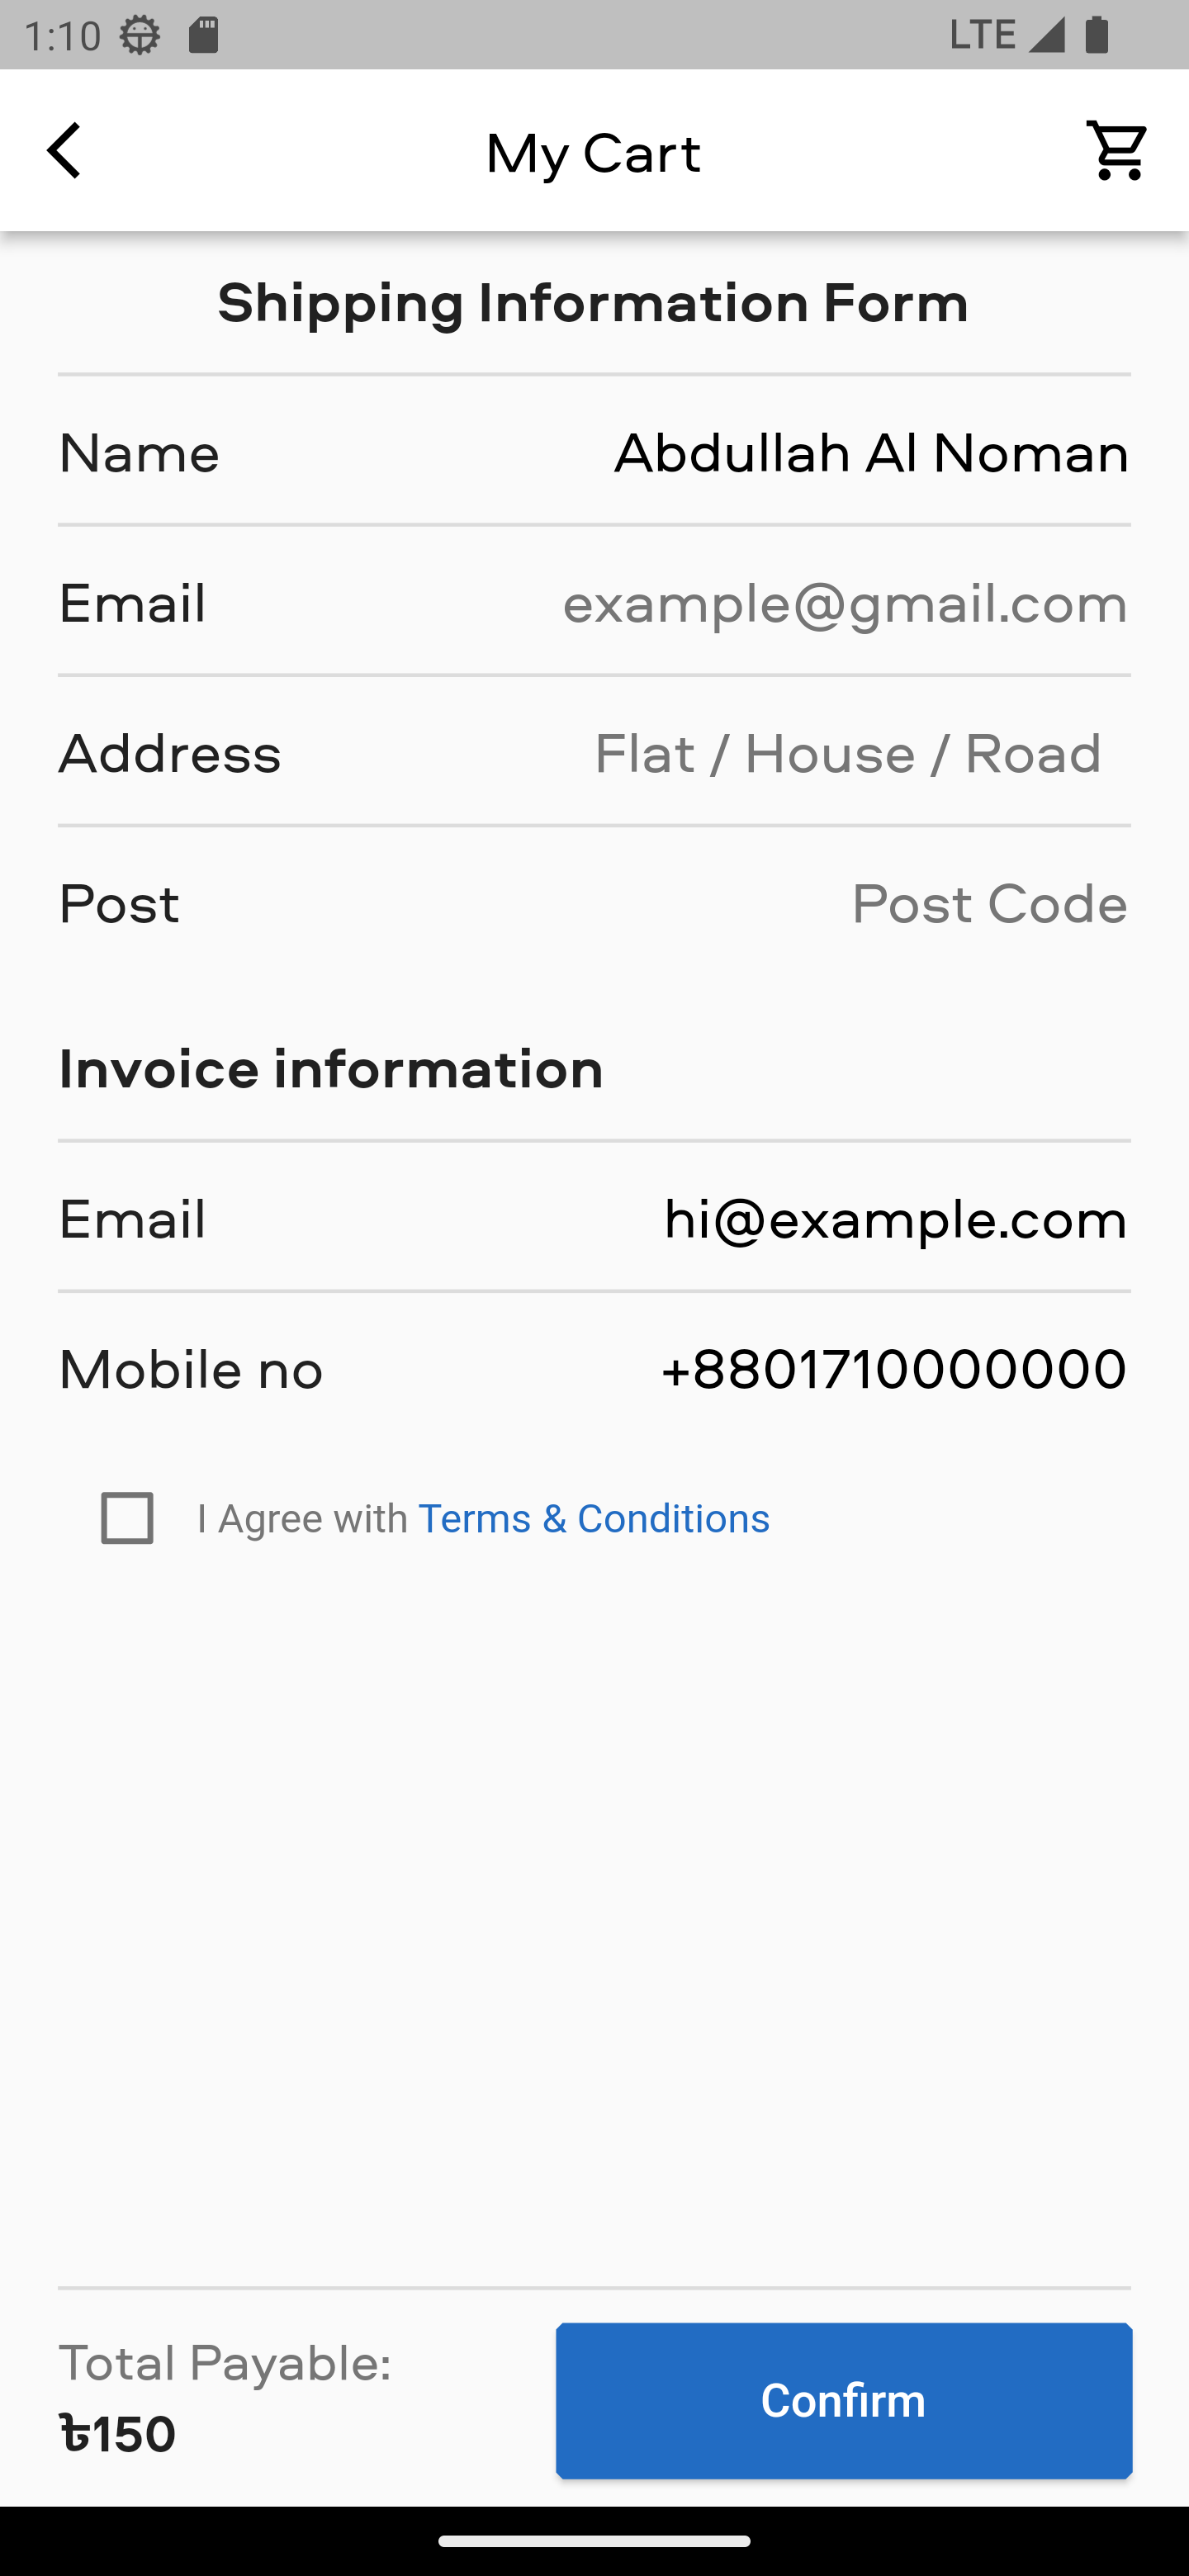 1:10 LTE
My Cart
Shipping Information Form
Name Abdullah Al Noman
Email example@gmail.com
Address Flat / House / Road
Post Post Code
Invoice information
Email hi@example.com
Mobile no +8801710000000
I Agree with Terms & Conditions
Total Payable:
৳150
Confirm